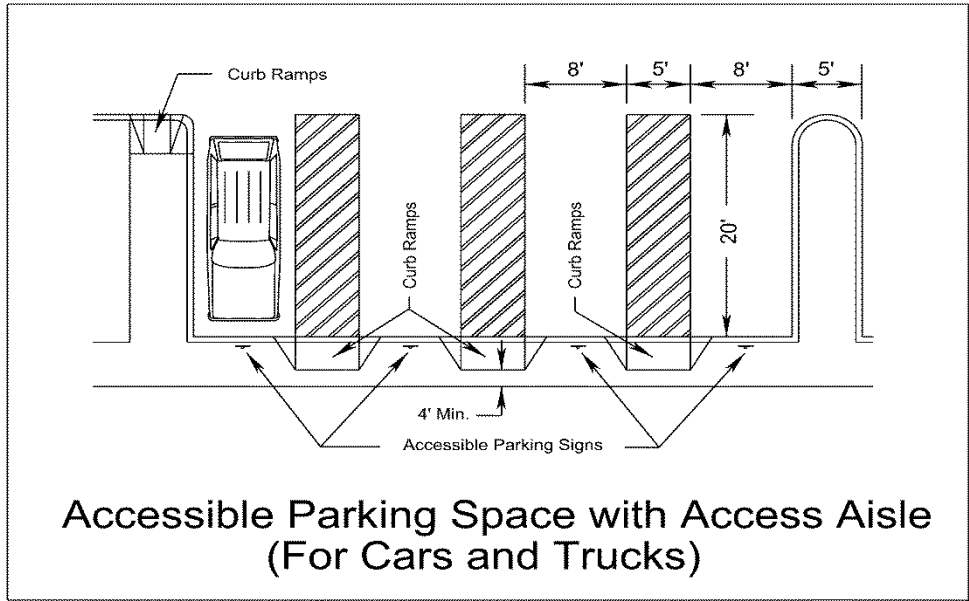 Curb Ramps
8'
5'
8'
5'
Curb Ramps
Curb Ramps
20'
4' Min.
Accessible Parking Signs
Accessible Parking Space with Access Aisle
(For Cars and Trucks)